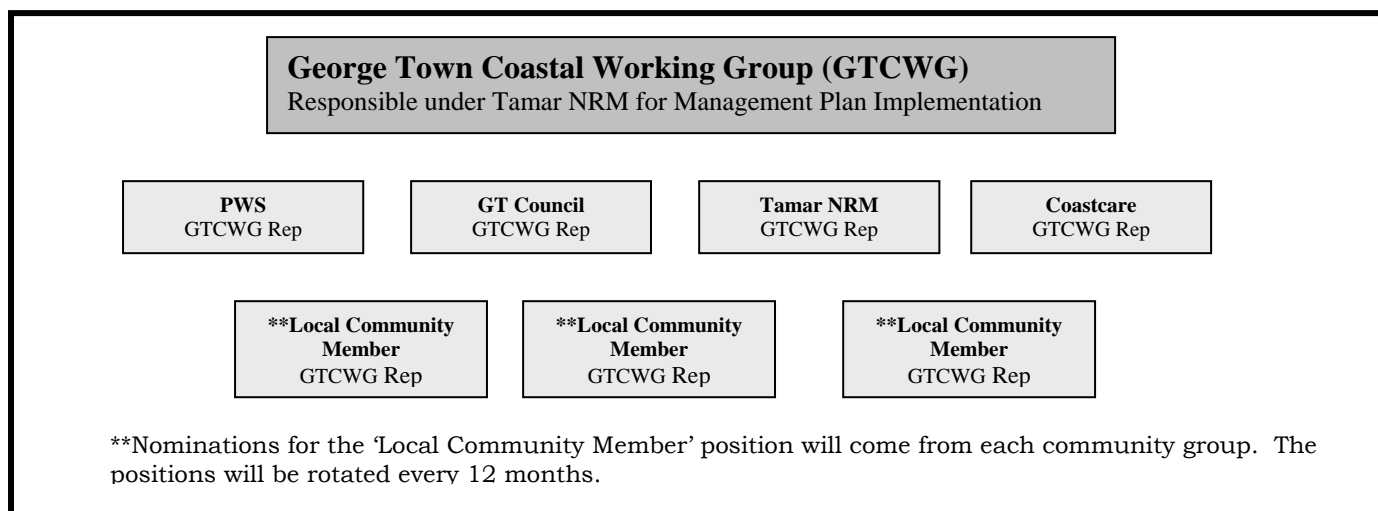 George Town Coastal Working Group (GTCWG)
Responsible under Tamar NRM for Management Plan Implementation
PWS
GTCWG Rep
GT Council
GTCWG Rep
Tamar NRM
GTCWG Rep
Coastcare
GTCWG Rep
**Local Community
Member
GTCWG Rep
**Local Community
Member
GTCWG Rep
**Local Community
Member
GTCWG Rep
**Nominations for the ‘Local Community Member’ position will come from each community group. The
positions will be rotated every 12 months.